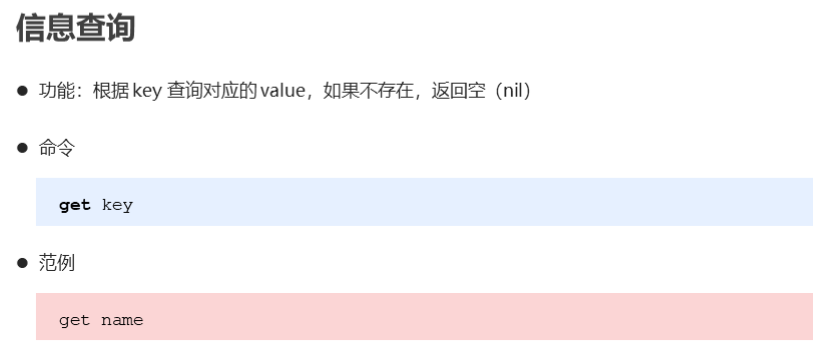 信息查询
● 功能：根据 key 查询对应的 value，如果不存在，返回空（nil）
● 命令
get key
● 范例
get name